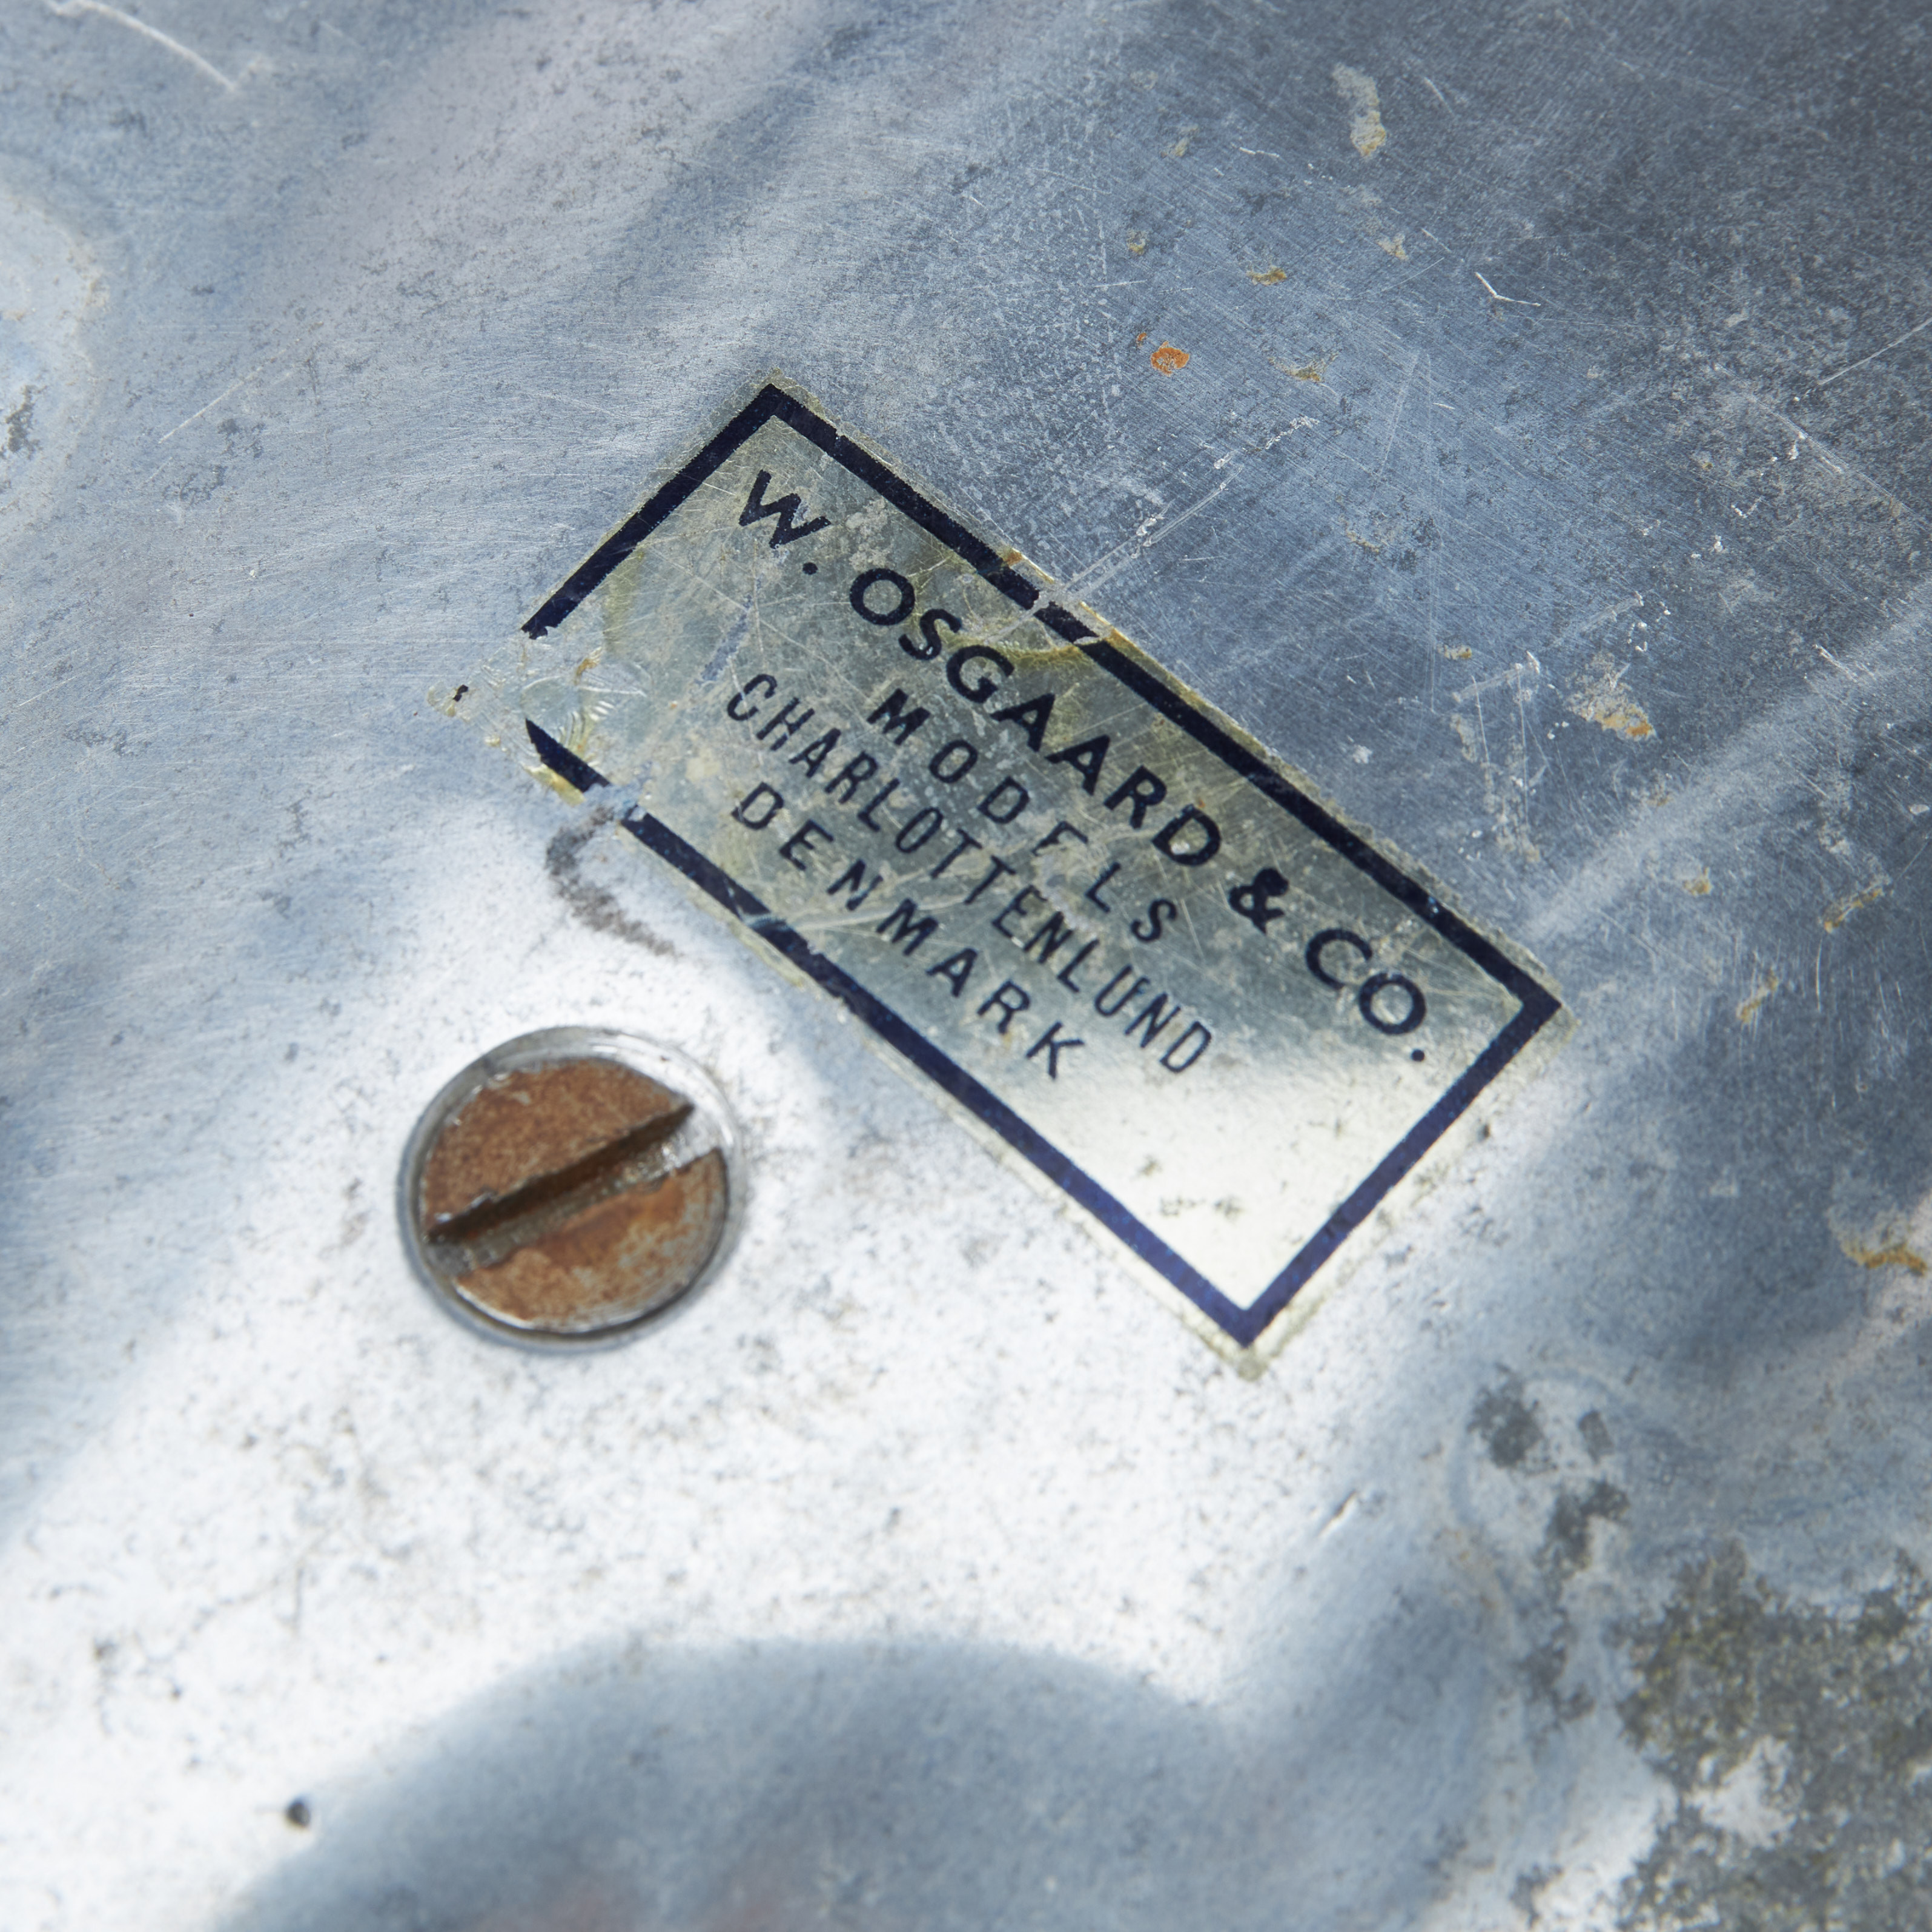 W. OSGAARD & CO.
MODELS
CHARLOTTENLUND
DENMARK